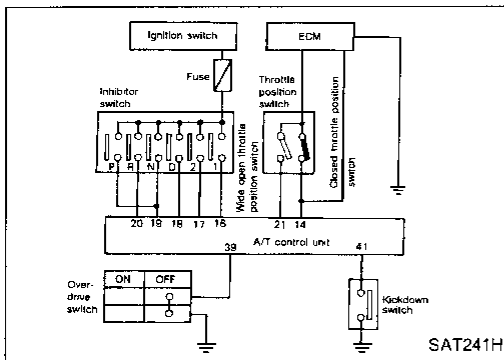 Ignition switch
ECM
Fuse
Inhibitor
switch
Throttle
position
switch
Closed throttle position
switch
Wide open throttle
position switch
P R N D 2 1
20 19 18 17 16
21 14
A/T control unit
39
41
ON OFF
Over-
drive
switch
Kickdown
switch
SAT241H